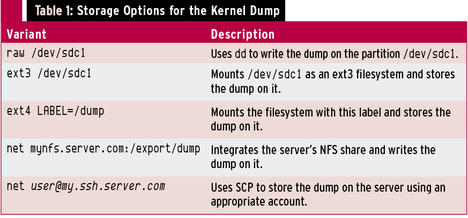 Table 1: Storage Options for the Kernel Dump
Variant Description
raw /dev/sdc1 Uses dd to write the dump on the partition /dev/sdc1.
ext3 /dev/sdc1 Mounts /dev/sdc1 as an ext3 filesystem and stores
the dump on it.
ext4 LABEL=/dump Mounts the filesystem with this label and stores the
dump on it.
net mynfs.server.com:/export/dump Integrates the server's NFS share and writes the
dump on it.
net user@my.ssh.server.com Uses SCP to store the dump on the server using an
appropriate account.